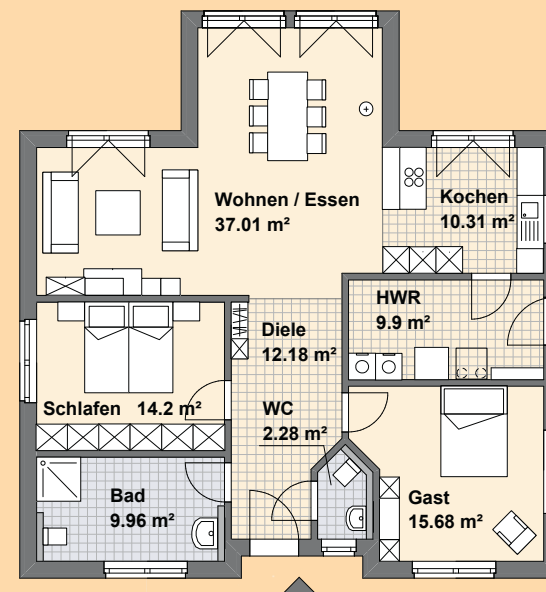 Wohnen / Essen
37.01 m²
Kochen
10.31 m²
HWR
9.9 m²
Diele
12.18 m²
Schlafen 14.2 m²
WC
2.28 m²
Bad
9.96 m²
Gast
15.68 m²